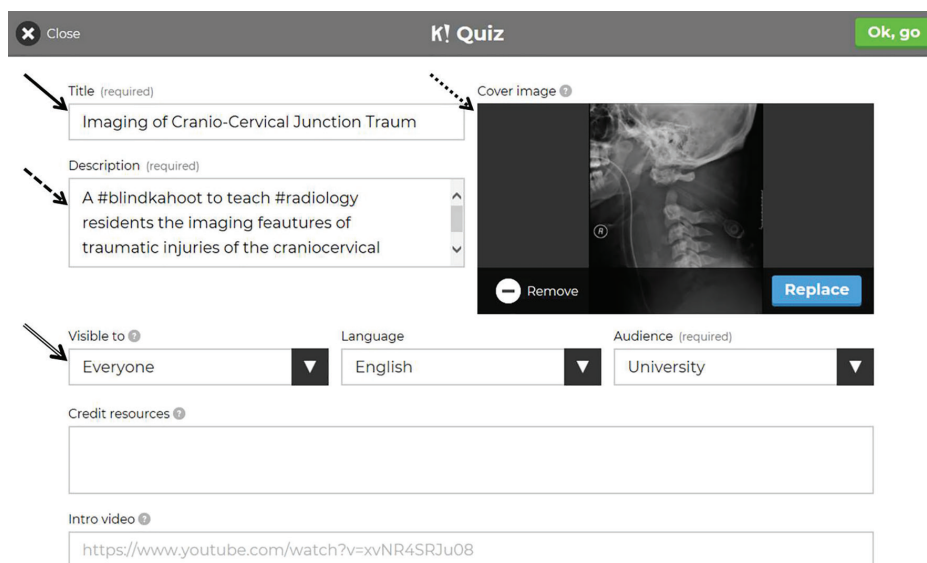 Close
K! Quiz
Ok, go
Title (required)
Imaging of Cranio-Cervical Junction Traum
Description (required)
A #blindkahoot to teach #radiology
residents the imaging feautures of
traumatic injuries of the craniocervical
Cover image ?
R
Remove
Replace
Visible to ?
Everyone
Language
English
Audience (required)
University
Credit resources ?
Intro video ?
https://www.youtube.com/watch?v=xvNR4SRJu08